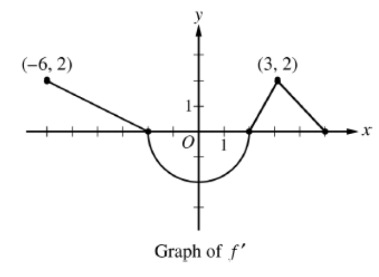 y
(–6, 2)
(3, 2)
1
O
1
x
Graph of f′